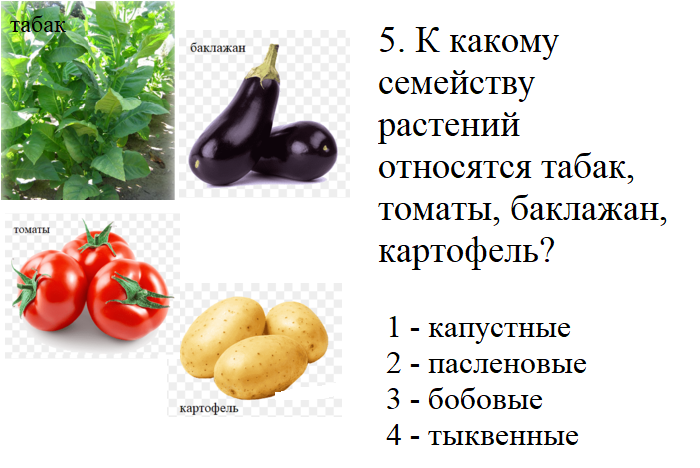 табак
баклажан
томаты
картофель
5. К какому
семейству
растений
относятся табак,
томаты, баклажан,
картофель?
1 - капустные
2 - пасленовые
3 - бобовые
4 - тыквенные